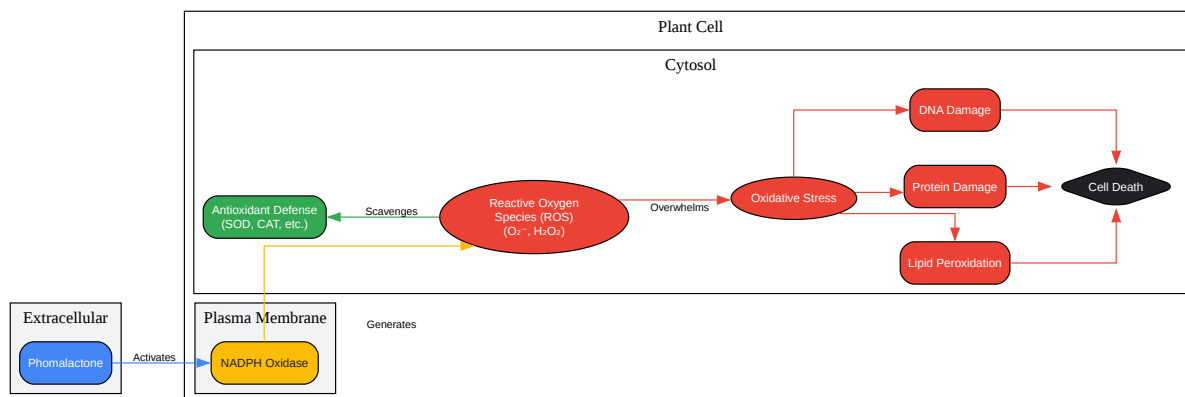 Plant Cell
Cytosol
DNA Damage
Antioxidant Defense
(SOD, CAT, etc.)
Scavenges
Reactive Oxygen
Species (ROS)
(O₂⁻, H₂O₂)
Overwhelms
Oxidative Stress
Protein Damage
Cell Death
Lipid Peroxidation
Extracellular
Phomalactone
Activates
Plasma Membrane
NADPH Oxidase
Generates